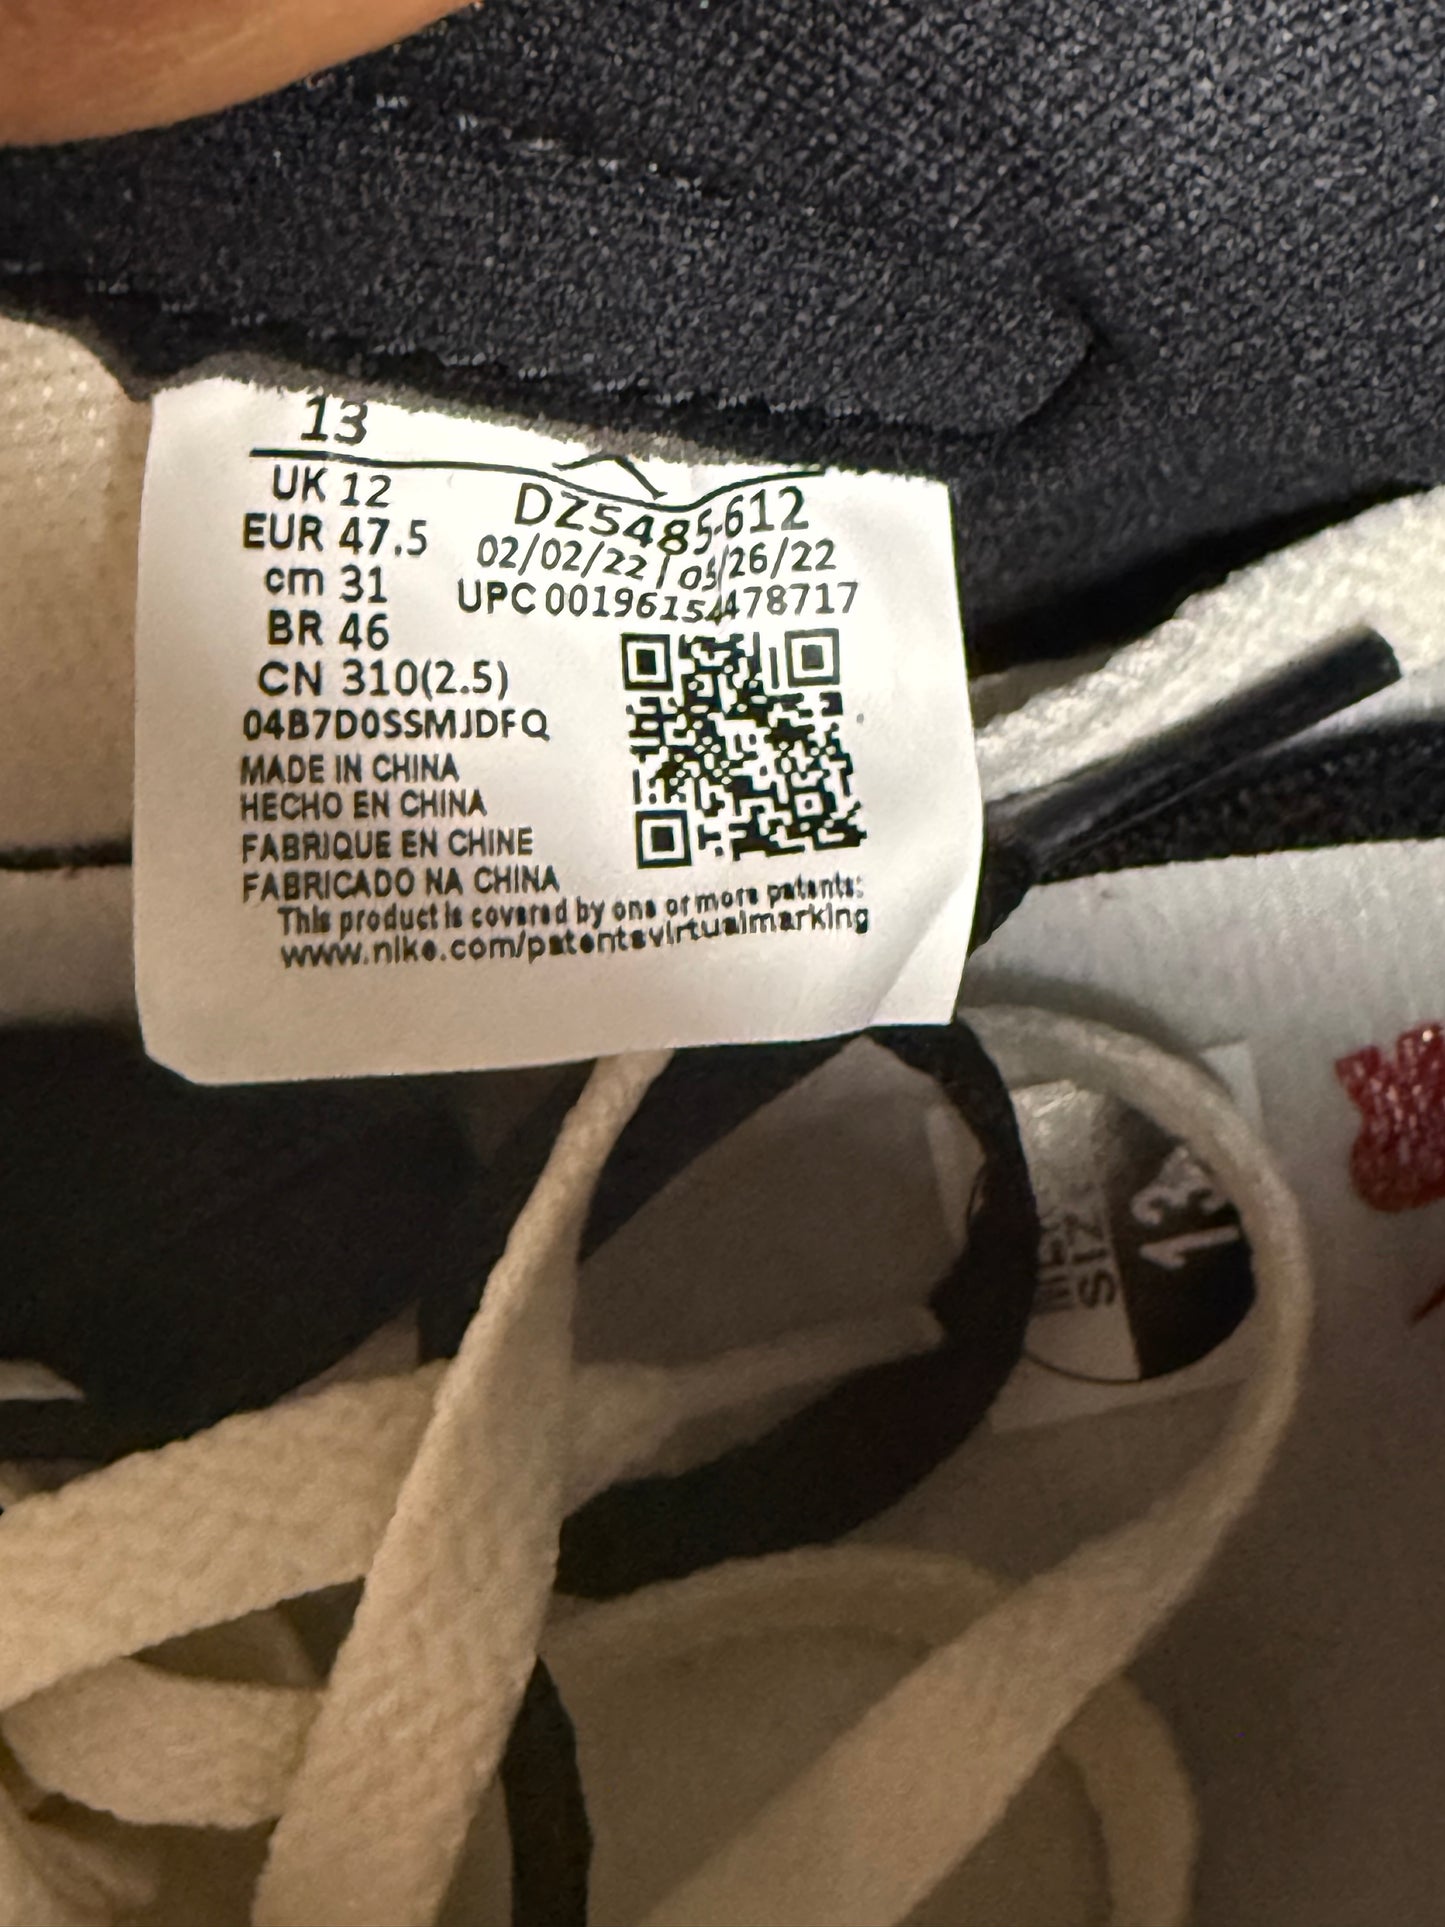 13
UK 12
EUR 47.5
cm 31
BR 46
CN 310(2.5)
04B7D0SSMJDFQ
MADE IN CHINA
HECHO EN CHINA
FABRIQUE EN CHINE
FABRICADO NA CHINA
DZ5485-612
02/02/22 / 05/26/22
UPC 00196154478717
This product is covered by one or more patents:
www.nike.com/patentsvirtualmarking
SIZ
13